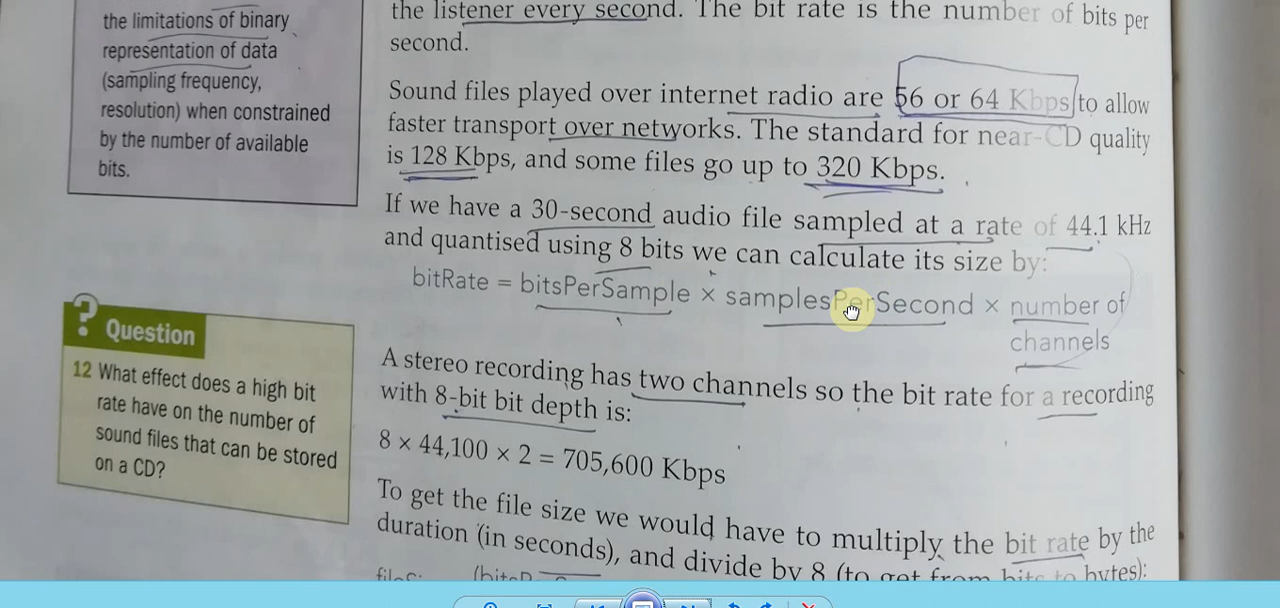 the limitations of binary
representation of data
(sampling frequency,
resolution) when constrained
by the number of available
bits.
the listener every second. The bit rate is the number of bits per
second.
Sound files played over internet radio are 56 or 64 Kbps to allow
faster transport over networks. The standard for near-CD quality
is 128 Kbps, and some files go up to 320 Kbps.
If we have a 30-second audio file sampled at a rate of 44.1 kHz
and quantised using 8 bits we can calculate its size by:
bitRate = bitsPerSample × samplesPerSecond × number of
channels
? Question
12 What effect does a high bit
rate have on the number of
sound files that can be stored
on a CD?
A stereo recording has two channels so the bit rate for a recording
with 8-bit bit depth is:
8 × 44,100 × 2 = 705,600 Kbps
To get the file size we would have to multiply the bit rate by the
duration (in seconds), and divide by 8 (to get from bits to bytes):